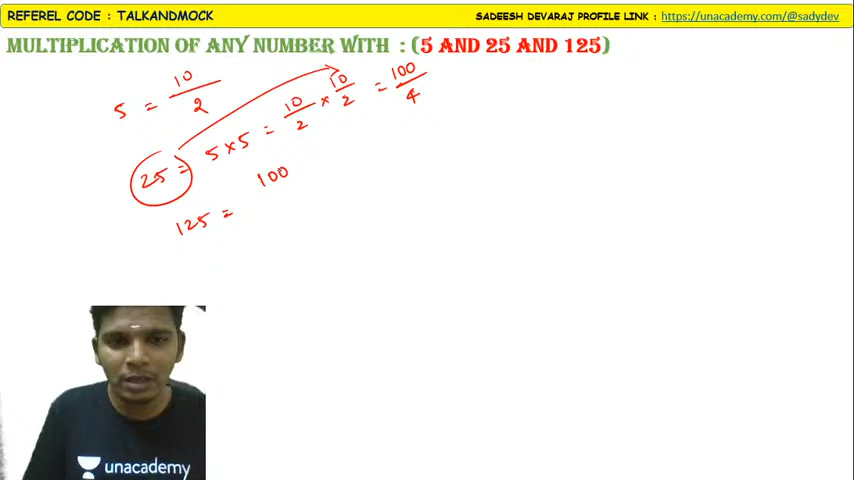 REFEREL CODE : TALKANDMOCK
SADEESH DEVARAJ PROFILE LINK : https://unacademy.com/@sadydev
MULTIPLICATION OF ANY NUMBER WITH : (5 AND 25 AND 125)
5 = 10/2
25 = 5 × 5 = 10/2 × 10/2 = 100/4
100
125 =
unacademy